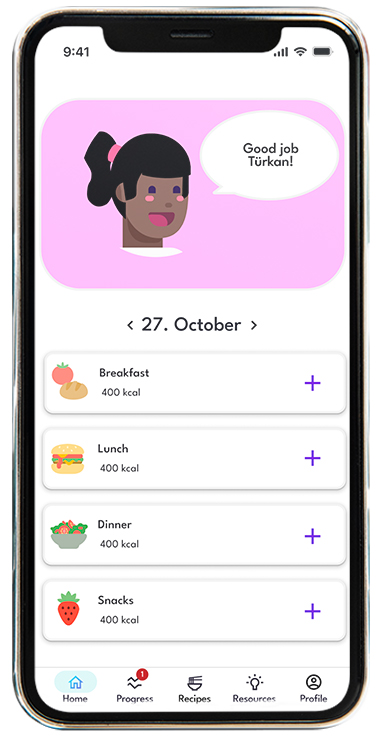 9:41
Good job
Türkan!
‹ 27. October ›
Breakfast
400 kcal
Lunch
400 kcal
Dinner
400 kcal
Snacks
400 kcal
1
Home Progress Recipes Resources Profile